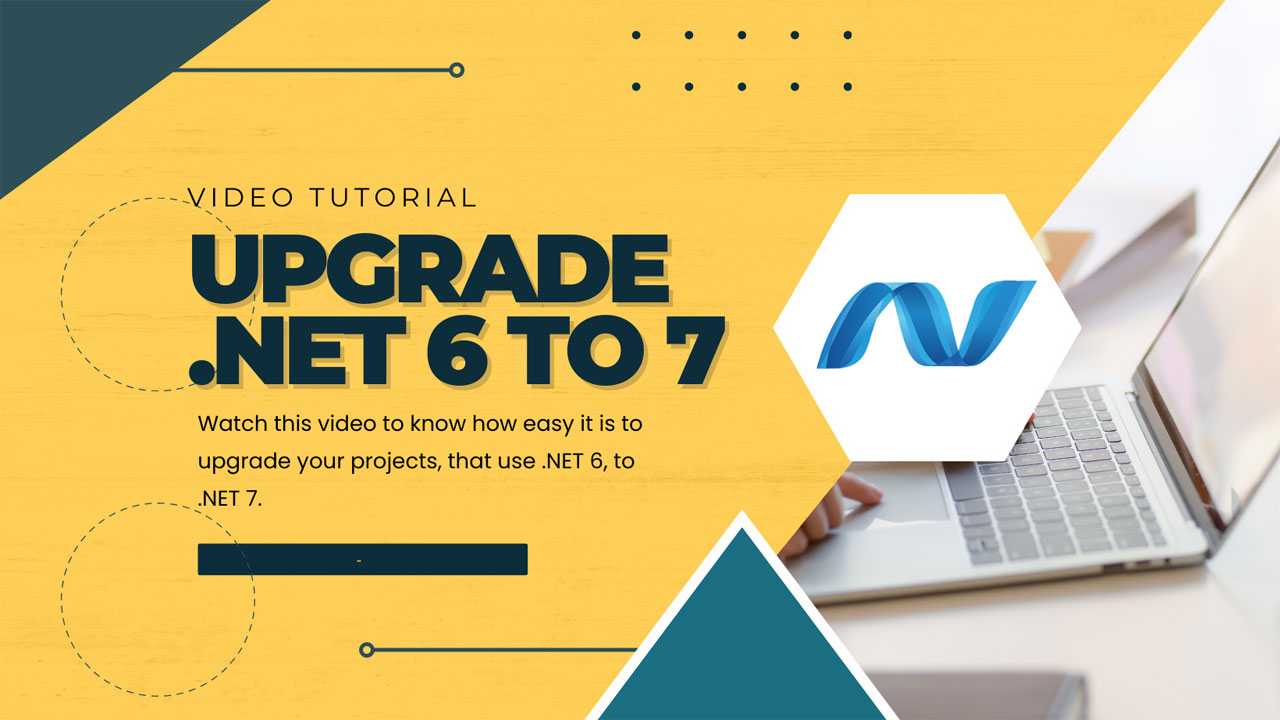 VIDEO TUTORIAL
UPGRADE
.NET 6 TO 7
Watch this video to know how easy it is to
upgrade your projects, that use .NET 6, to
.NET 7.
-